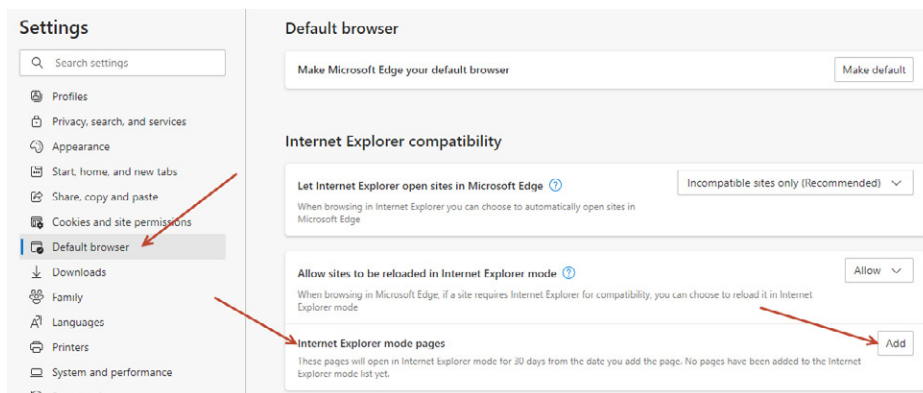 Settings
Search settings
Profiles
Privacy, search, and services
Appearance
Start, home, and new tabs
Share, copy and paste
Cookies and site permissions
Default browser
Downloads
Family
Languages
Printers
System and performance
Default browser
Make Microsoft Edge your default browser
Make default
Internet Explorer compatibility
Let Internet Explorer open sites in Microsoft Edge
Incompatible sites only (Recommended)
When browsing in Internet Explorer you can choose to automatically open sites in
Microsoft Edge
Allow sites to be reloaded in Internet Explorer mode
Allow
When browsing in Microsoft Edge, if a site requires Internet Explorer for compatibility, you can choose to reload it in Internet
Explorer mode
Internet Explorer mode pages
Add
These pages will open in Internet Explorer mode for 30 days from the date you add the page. No pages have been added to the Internet
Explorer mode list yet.